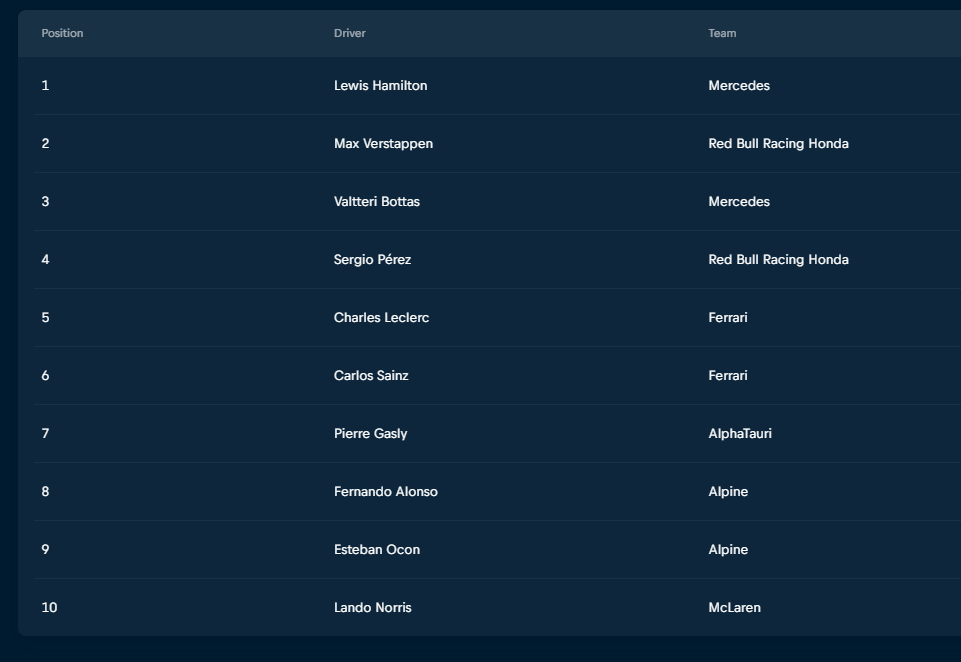 Position Driver Team
1 Lewis Hamilton Mercedes
2 Max Verstappen Red Bull Racing Honda
3 Valtteri Bottas Mercedes
4 Sergio Pérez Red Bull Racing Honda
5 Charles Leclerc Ferrari
6 Carlos Sainz Ferrari
7 Pierre Gasly AlphaTauri
8 Fernando Alonso Alpine
9 Esteban Ocon Alpine
10 Lando Norris McLaren